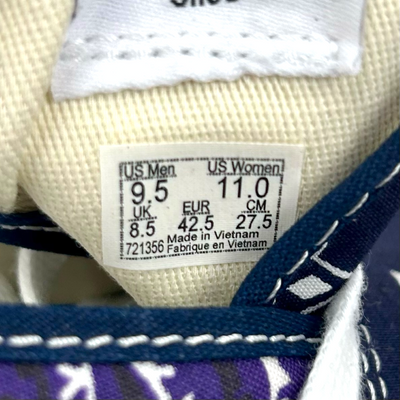 US Men US Women
9.5 11.0
UK EUR CM
8.5 42.5 27.5
Made in Vietnam
721356 Fabrique en Vietnam